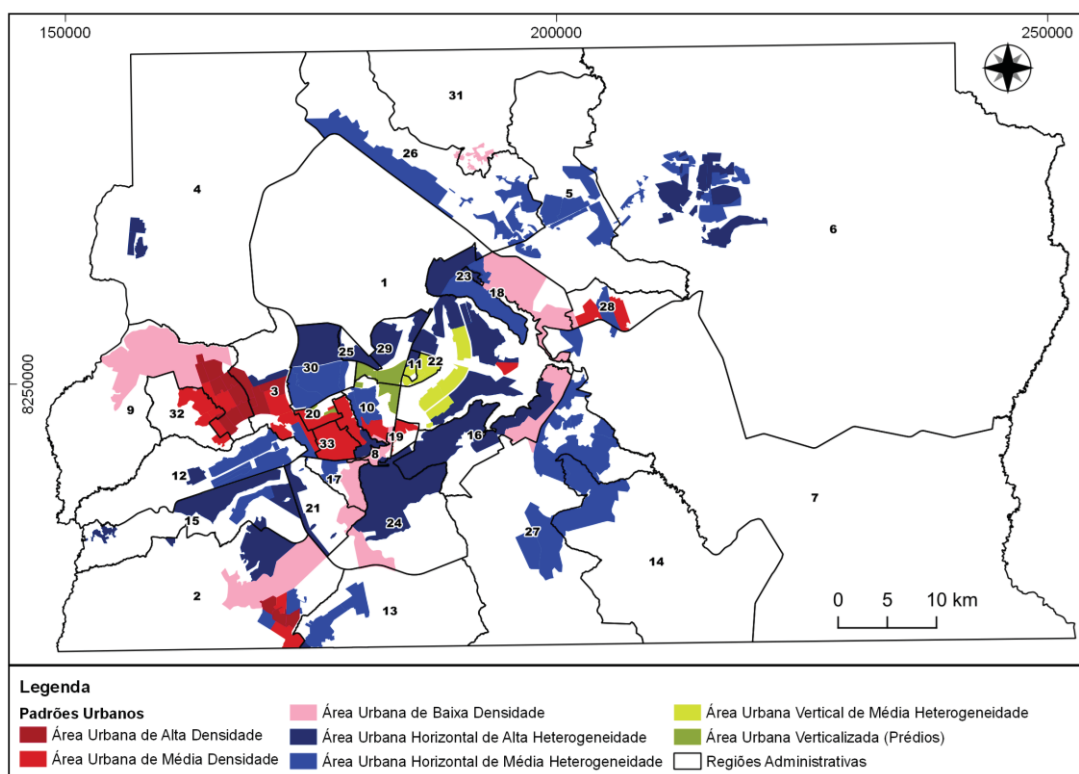 150000 200000 250000
8250000
31
26
4
5
6
1
23
18
28
25 29
30
11 22
3
9
32
20
10
33
19
8
16
12
17
7
15
21
24
27
14
2
13
0 5 10 km
Legenda
Padrões Urbanos
Área Urbana de Alta Densidade
Área Urbana de Média Densidade
Área Urbana de Baixa Densidade
Área Urbana Horizontal de Alta Heterogeneidade
Área Urbana Horizontal de Média Heterogeneidade
Área Urbana Vertical de Média Heterogeneidade
Área Urbana Verticalizada (Prédios)
Regiões Administrativas